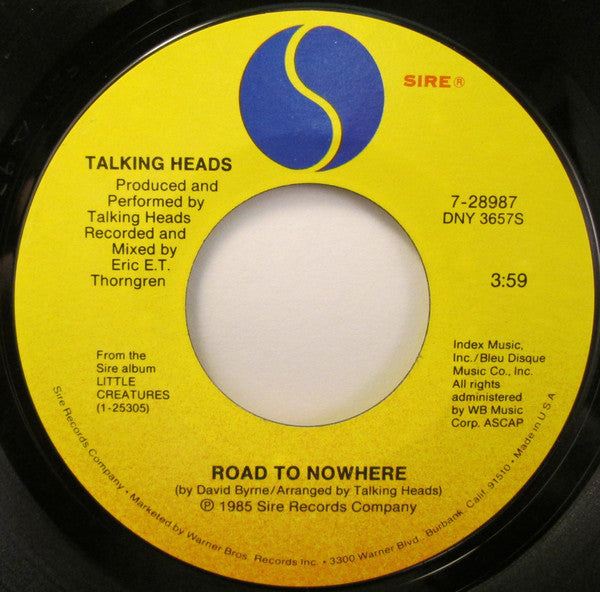 SIRE®
TALKING HEADS
Produced and
Performed by
Talking Heads
Recorded and
Mixed by
Eric E.T.
Thorngren
7-28987
DNY 3657S
3:59
From the
Sire album
LITTLE
CREATURES
(1-25305)
Index Music,
Inc./Bleu Disque
Music Co., Inc.
All rights
administered
by WB Music
Corp. ASCAP
ROAD TO NOWHERE
(by David Byrne/Arranged by Talking Heads)
℗ 1985 Sire Records Company
Sire Records Company • Marketed by Warner Bros. Records Inc. • 3300 Warner Blvd., Burbank, Calif. 91510 • Made in U.S.A.